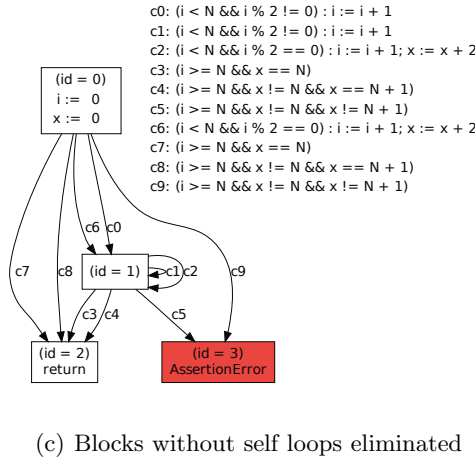 c0: (i < N && i % 2 != 0) : i := i + 1
c1: (i < N && i % 2 != 0) : i := i + 1
c2: (i < N && i % 2 == 0) : i := i + 1; x := x + 2
c3: (i >= N && x == N)
c4: (i >= N && x != N && x == N + 1)
c5: (i >= N && x != N && x != N + 1)
c6: (i < N && i % 2 == 0) : i := i + 1; x := x + 2
c7: (i >= N && x == N)
c8: (i >= N && x != N && x == N + 1)
c9: (i >= N && x != N && x != N + 1)
(id = 0)
i := 0
x := 0
c6 c0
c7 c8 (id = 1) c1 c2 c9
c3 c4 c5
(id = 2)
return
(id = 3)
AssertionError
(c) Blocks without self loops eliminated